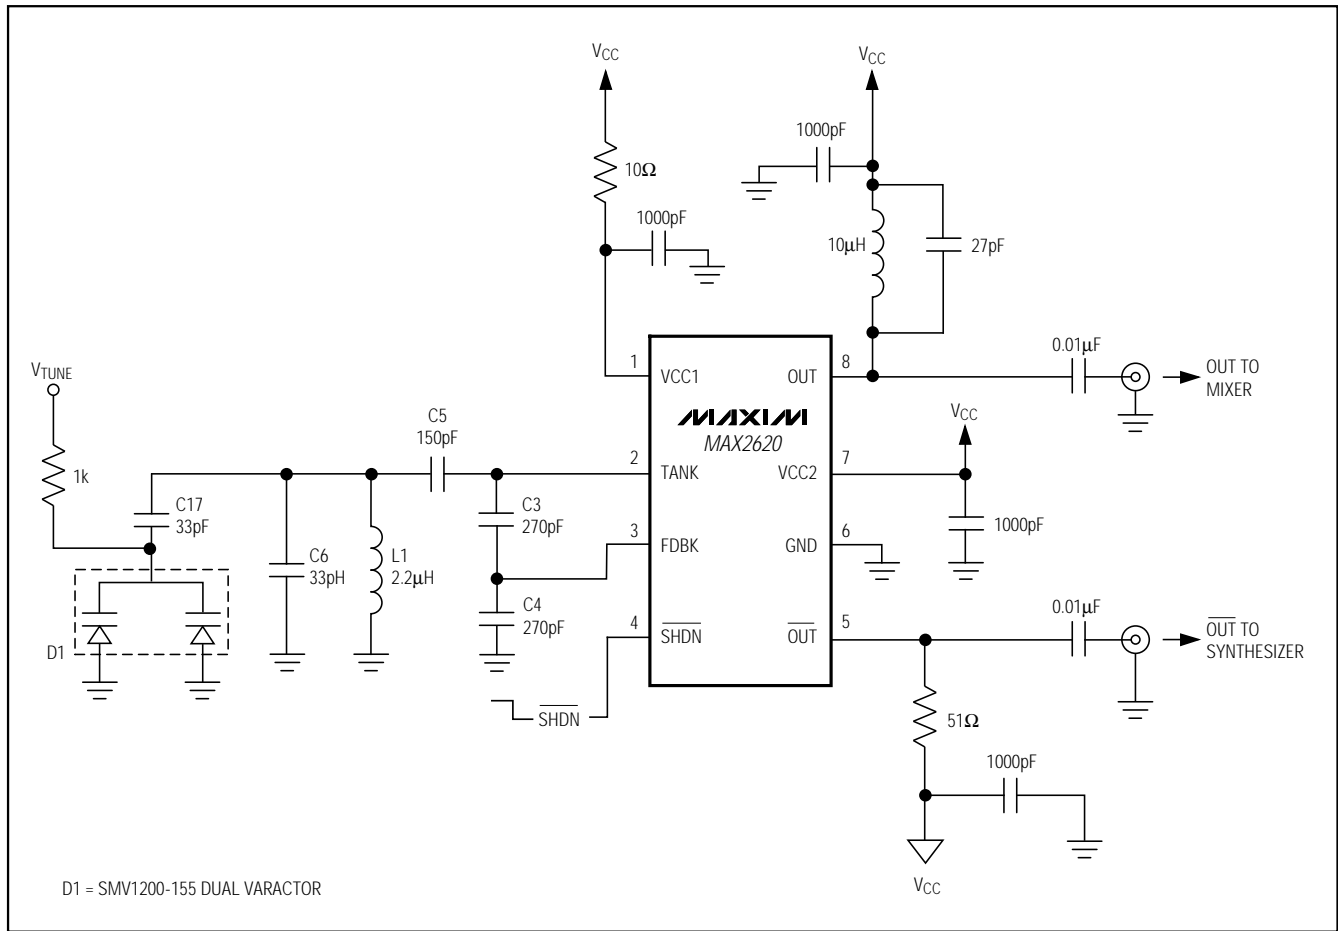 VCC
VCC
1000pF
10Ω
1000pF
10µH
27pF
VTUNE
1k
C17
33pF
C6
33pH
L1
2.2µH
C5
150pF
C3
270pF
C4
270pF
D1
1
VCC1
2
TANK
3
FDBK
4
SHDN
SHDN
MAXIM
MAX2620
OUT
8
VCC2
7
GND
6
OUT
5
0.01µF
OUT TO
MIXER
VCC
1000pF
0.01µF
OUT TO
SYNTHESIZER
51Ω
1000pF
VCC
D1 = SMV1200-155 DUAL VARACTOR